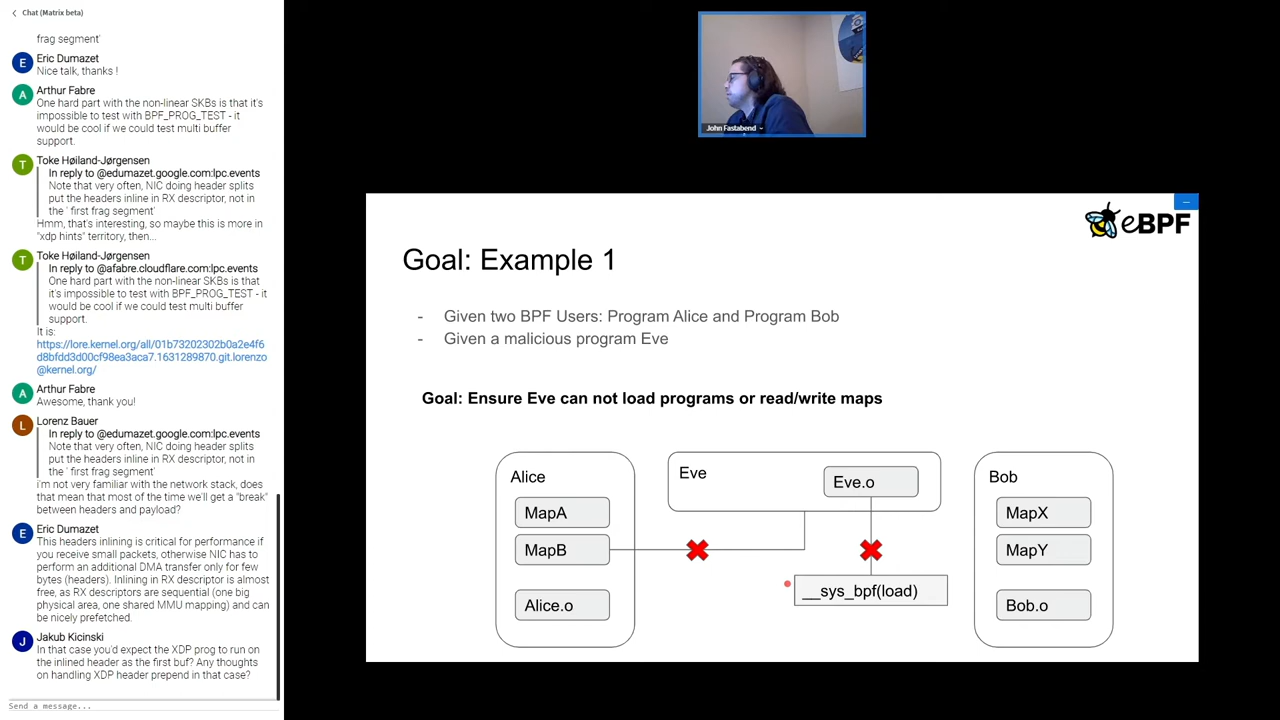 Chat (Matrix beta)
frag segment'
E
Eric Dumazet
Nice talk, thanks !
A
Arthur Fabre
One hard part with the non-linear SKBs is that it's
impossible to test with BPF_PROG_TEST - it
would be cool if we could test multi buffer
support.
T
Toke Høiland-Jørgensen
In reply to @edumazet.google.com:lpc.events
Note that very often, NIC doing header splits
put the headers inline in RX descriptor, not in
the ' first frag segment'
Hmm, that's interesting, so maybe this is more in
"xdp hints" territory, then...
T
Toke Høiland-Jørgensen
In reply to @afabre.cloudflare.com:lpc.events
One hard part with the non-linear SKBs is that
it's impossible to test with BPF_PROG_TEST - it
would be cool if we could test multi buffer
support.
It is:
https://lore.kernel.org/all/01b73202302b0a2e4f6
d8bfdd3d00cf98ea3aca7.1631289870.git.lorenzo
@kernel.org/
A
Arthur Fabre
Awesome, thank you!
L
Lorenz Bauer
In reply to @edumazet.google.com:lpc.events
Note that very often, NIC doing header splits
put the headers inline in RX descriptor, not in
the ' first frag segment'
i'm not very familiar with the network stack, does
that mean that most of the time we'll get a "break"
between headers and payload?
E
Eric Dumazet
This headers inlining is critical for performance if
you receive small packets, otherwise NIC has to
perform an additional DMA transfer only for few
bytes (headers). Inlining in RX descriptor is almost
free, as RX descriptors are sequential (one big
physical area, one shared MMU mapping) and can
be nicely prefetched.
J
Jakub Kicinski
In that case you'd expect the XDP prog to run on
the inlined header as the first buf? Any thoughts
on handling XDP header prepend in that case?
Send a message...
John Fastabend
eBPF
Goal: Example 1
- Given two BPF Users: Program Alice and Program Bob
- Given a malicious program Eve
Goal: Ensure Eve can not load programs or read/write maps
Alice
MapA
MapB
Alice.o
Eve
Eve.o
__sys_bpf(load)
Bob
MapX
MapY
Bob.o